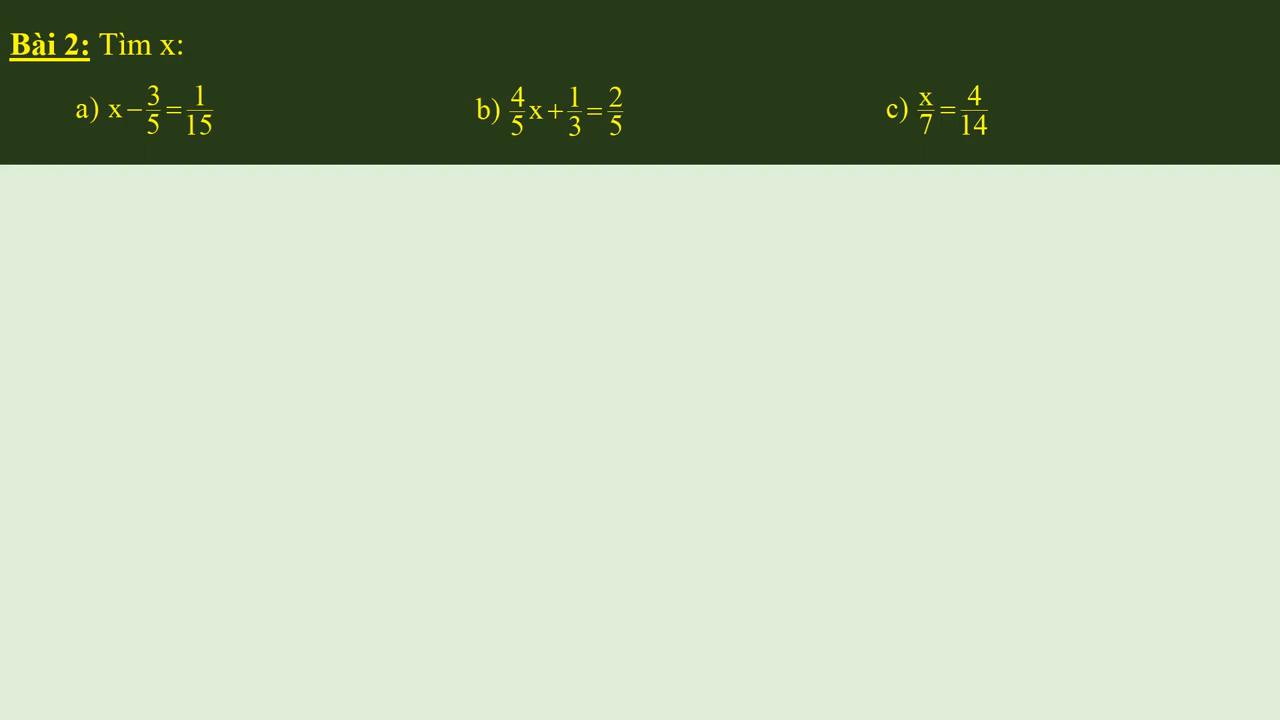 Bài 2: Tìm x:
a) x − 3/5 = 1/15 b) 4/5 x + 1/3 = 2/5 c) x/7 = 4/14